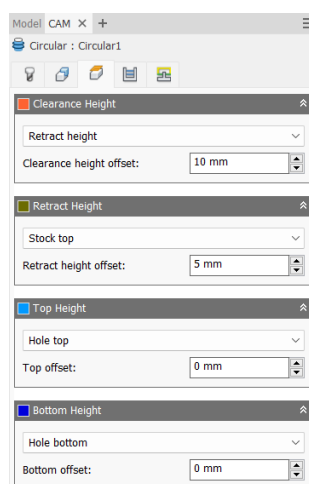 Model CAM
Circular : Circular1
Clearance Height
Retract height
Clearance height offset: 10 mm
Retract Height
Stock top
Retract height offset: 5 mm
Top Height
Hole top
Top offset: 0 mm
Bottom Height
Hole bottom
Bottom offset: 0 mm